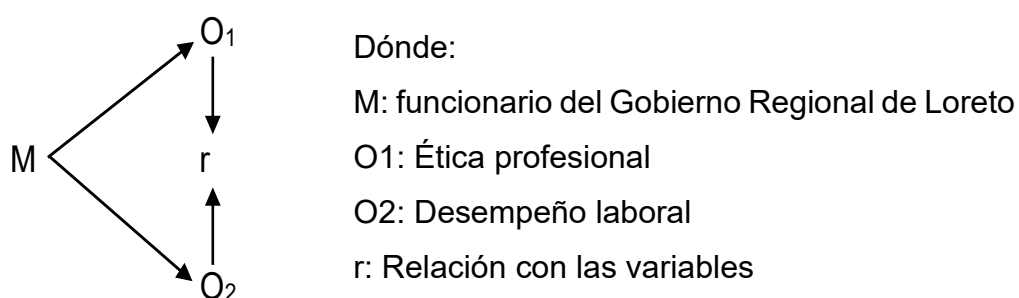 O₁
Dónde:
M: funcionario del Gobierno Regional de Loreto
M
r
O1: Ética profesional
O2: Desempeño laboral
O₂
r: Relación con las variables